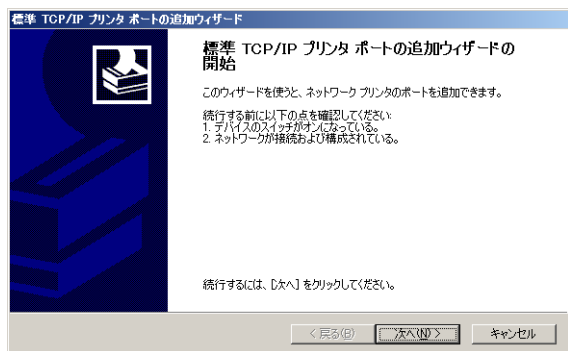 標準 TCP/IP プリンタ ポートの追加ウィザード
標準 TCP/IP プリンタ ポートの追加ウィザードの
開始
このウィザードを使うと、ネットワーク プリンタのポートを追加できます。
続行する前に以下の点を確認してください:
1. デバイスのスイッチがオンになっている。
2. ネットワークが接続および構成されている。
続行するには、[次へ] をクリックしてください。
< 戻る(B)
次へ(N) >
キャンセル